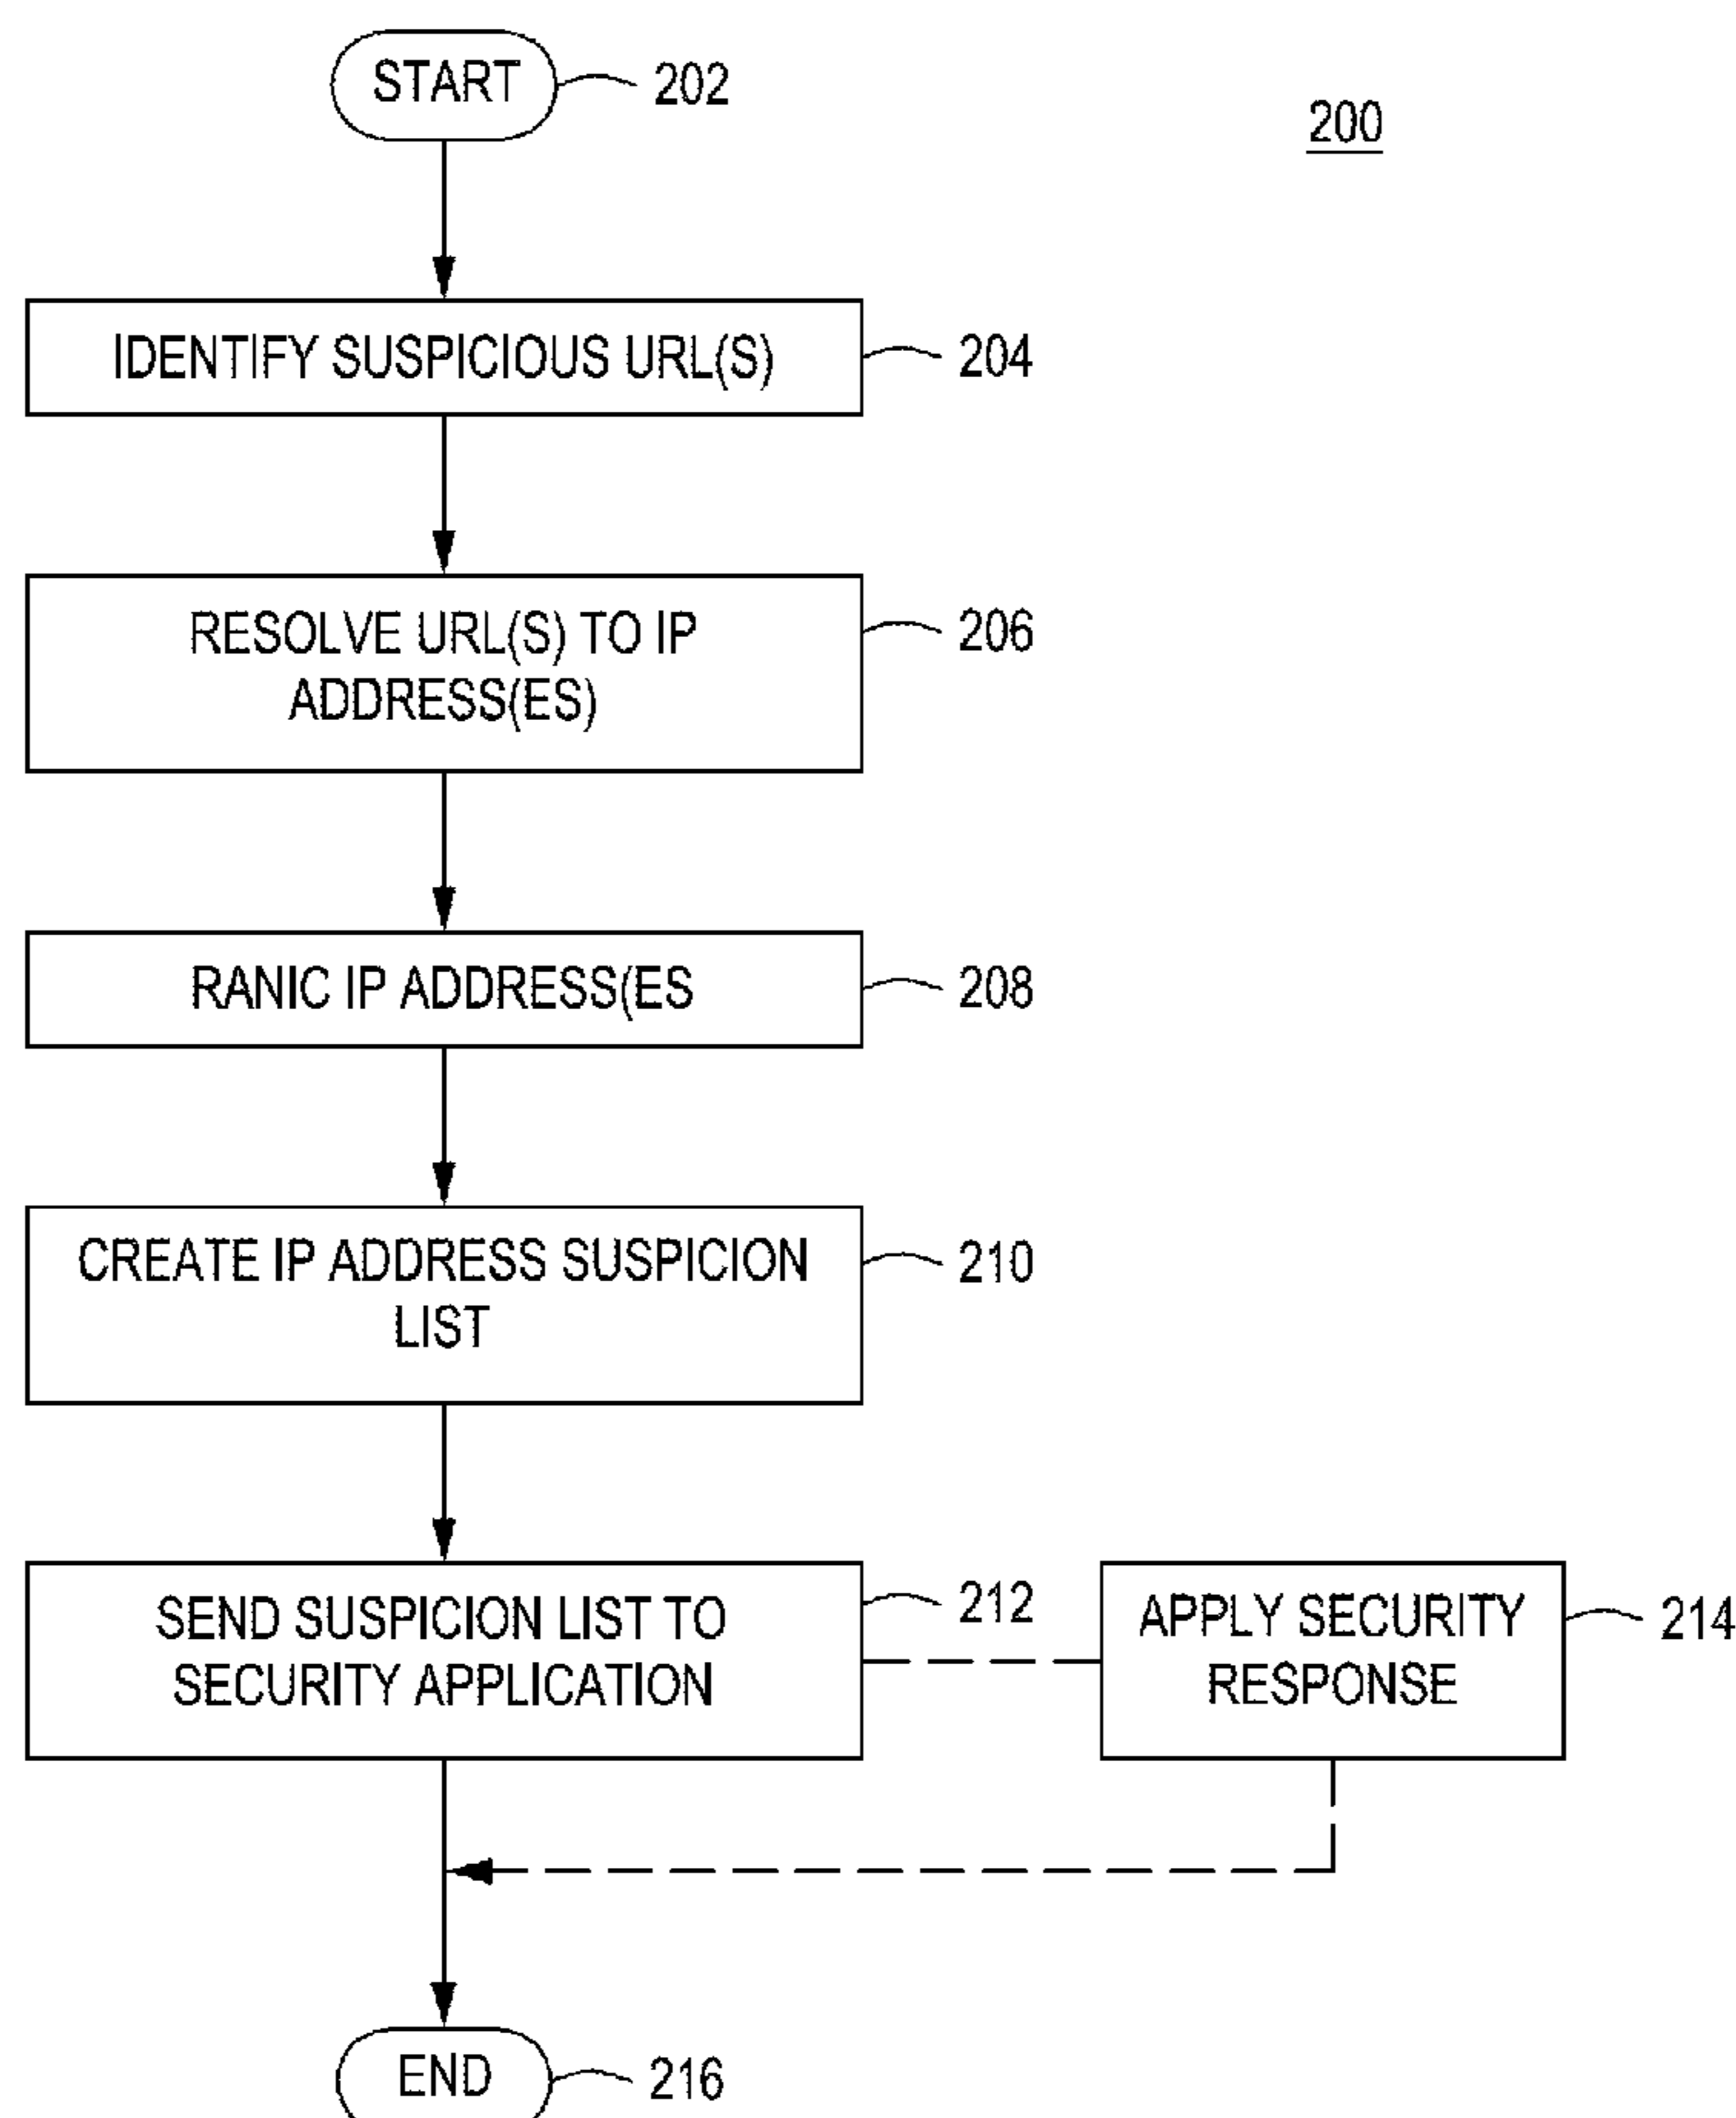 START
202
200
IDENTIFY SUSPICIOUS URL(S)
204
RESOLVE URL(S) TO IP
ADDRESS(ES)
206
RANIC IP ADDRESS(ES
208
CREATE IP ADDRESS SUSPICION
LIST
210
SEND SUSPICION LIST TO
SECURITY APPLICATION
212
APPLY SECURITY
RESPONSE
214
END
216